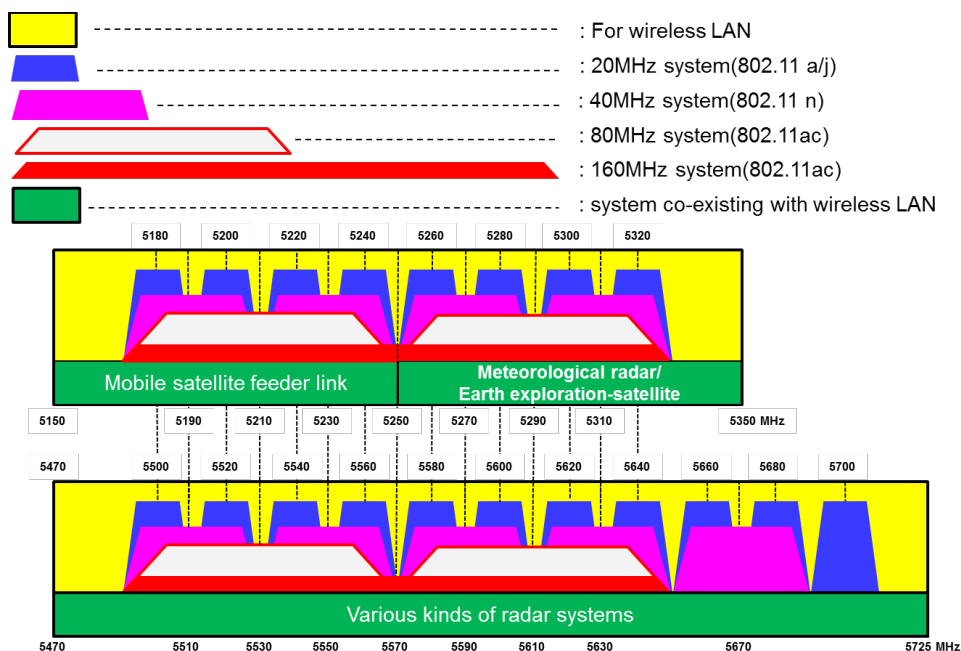 : For wireless LAN
: 20MHz system(802.11 a/j)
: 40MHz system(802.11 n)
: 80MHz system(802.11ac)
: 160MHz system(802.11ac)
: system co-existing with wireless LAN
5180 5200 5220 5240 5260 5280 5300 5320
Mobile satellite feeder link
Meteorological radar/
Earth exploration-satellite
5150 5190 5210 5230 5250 5270 5290 5310 5350 MHz
5470 5500 5520 5540 5560 5580 5600 5620 5640 5660 5680 5700
Various kinds of radar systems
5470 5510 5530 5550 5570 5590 5610 5630 5670 5725 MHz